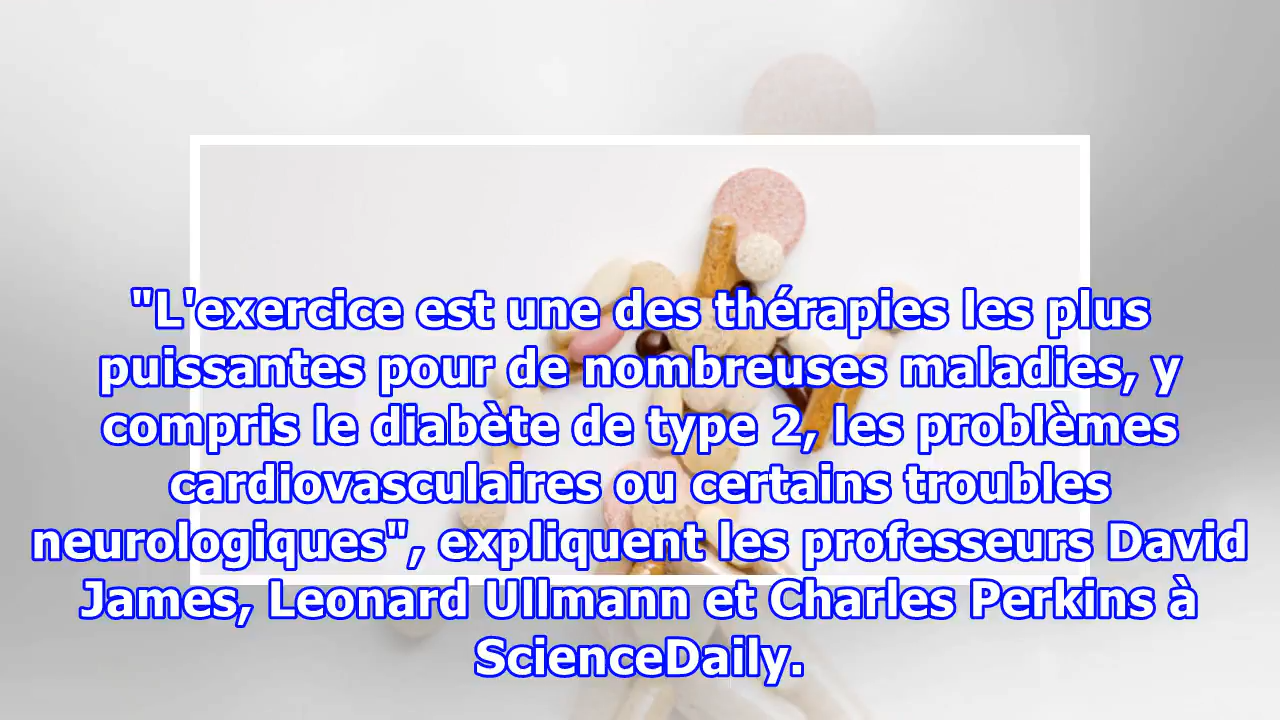 "L'exercice est une des thérapies les plus
puissantes pour de nombreuses maladies, y
compris le diabète de type 2, les problèmes
cardiovasculaires ou certains troubles
neurologiques", expliquent les professeurs David
James, Leonard Ullmann et Charles Perkins à
ScienceDaily.